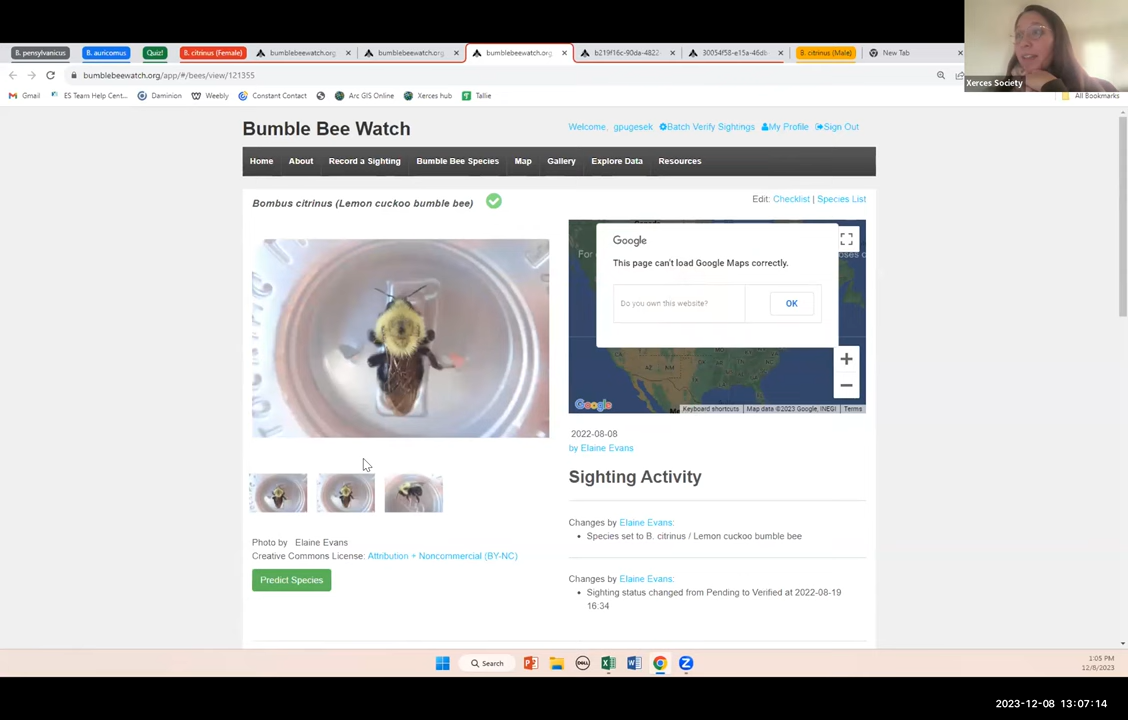 B. pensylvanicus B. auricomus Quiz! B. citrinus (Female) bumblebeewatch.org bumblebeewatch.org bumblebeewatch.org b219f16c-90da-4822- 30054f58-e15a-46db B. citrinus (Male) New Tab
bumblebeewatch.org/app/#/bees/view/121355
Xerces Society
Gmail ES Team Help Cent... Daminion Weebly Constant Contact Arc GIS Online Xerces hub Tallie All Bookmarks
Bumble Bee Watch
Welcome, gpugesek Batch Verify Sightings My Profile Sign Out
Home About Record a Sighting Bumble Bee Species Map Gallery Explore Data Resources
Bombus citrinus (Lemon cuckoo bumble bee)
Edit: Checklist | Species List
Google
This page can't load Google Maps correctly.
Do you own this website? OK
Google Keyboard shortcuts Map data ©2023 Google, INEGI Terms
2022-08-08
by Elaine Evans
Sighting Activity
Changes by Elaine Evans:
Species set to B. citrinus / Lemon cuckoo bumble bee
Changes by Elaine Evans:
Sighting status changed from Pending to Verified at 2022-08-19
16:34
Photo by Elaine Evans
Creative Commons License: Attribution + Noncommercial (BY-NC)
Predict Species
Search
1:05 PM
12/8/2023
2023-12-08 13:07:14